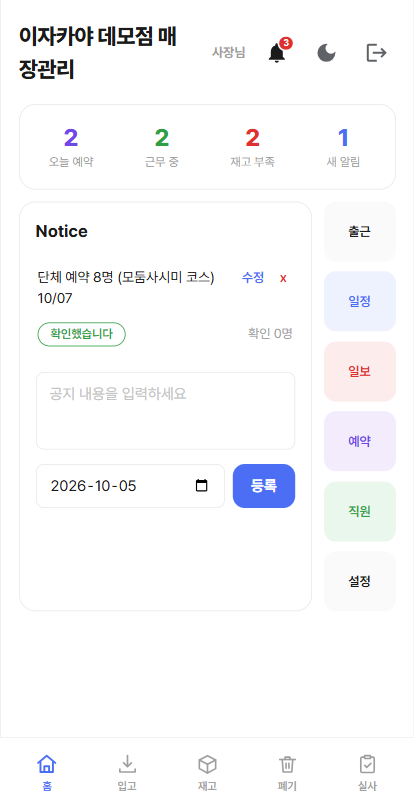 이자카야 데모점 매
장관리
사장님
3
2
오늘 예약
2
근무 중
2
재고 부족
1
새 알림
Notice
단체 예약 8명 (모둠사시미 코스)
10/07
수정
x
확인했습니다
확인 0명
공지 내용을 입력하세요
2026-10-05
등록
출근
일정
일보
예약
직원
설정
홈
입고
재고
폐기
실사